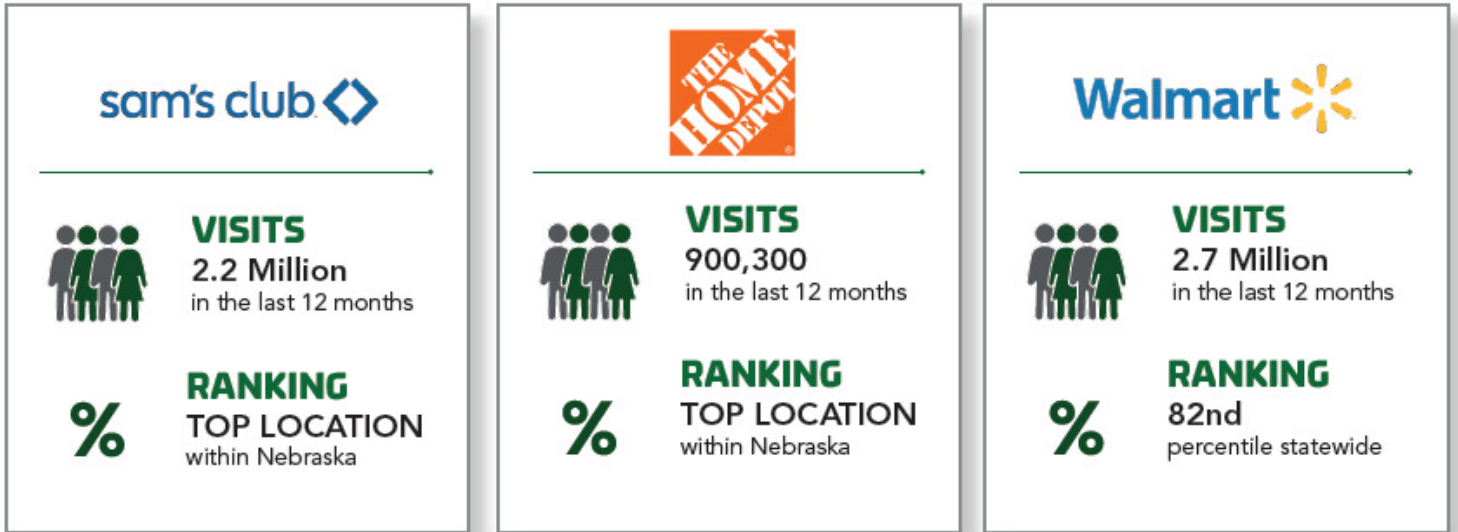 sam's club
VISITS
2.2 Million
in the last 12 months
%
RANKING
TOP LOCATION
within Nebraska
THE
HOME
DEPOT
®
VISITS
900,300
in the last 12 months
%
RANKING
TOP LOCATION
within Nebraska
Walmart
VISITS
2.7 Million
in the last 12 months
%
RANKING
82nd
percentile statewide